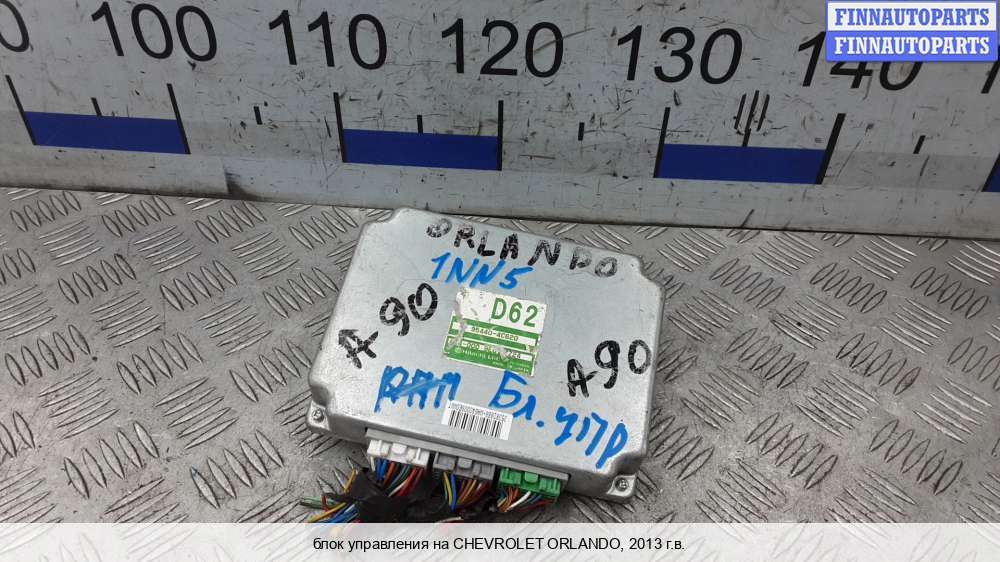 FINNAUTOPARTS
FINNAUTOPARTS
100 110 120 130 140
ORLANDO
1NN5
D62
A90
A90
Бл. упр
блок управления на CHEVROLET ORLANDO, 2013 г.в.